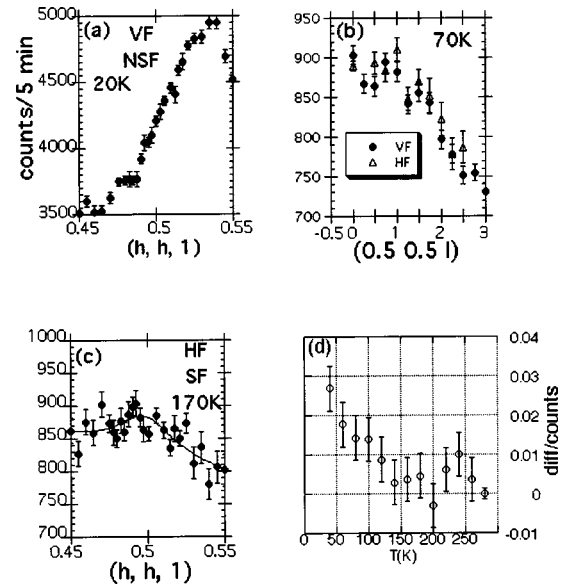 (a) VF
NSF
20K
5000
4500
4000
3500
counts/5 min
0.45 0.5 0.55
(h, h, 1)
(b) 70K
950
900
850
800
750
700
VF
HF
-0.5 0 0.5 1 1.5 2 2.5 3
(0.5 0.5 l)
(c) HF
SF
170K
1000
950
900
850
800
750
700
0.45 0.5 0.55
(h, h, 1)
(d)
0.04
0.03
0.02
0.01
0
-0.01
diff/counts
0 50 100 150 200 250
T(K)